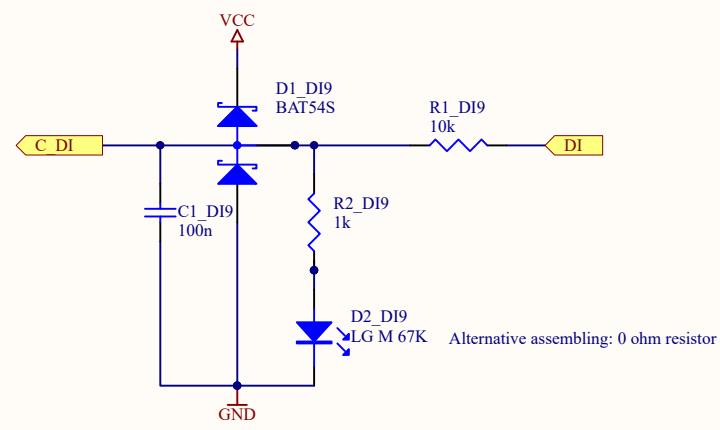 VCC
D1_DI9
BAT54S
R1_DI9
10k
C_DI
DI
C1_DI9
100n
R2_DI9
1k
D2_DI9
LG M 67K
Alternative assembling: 0 ohm resistor
GND